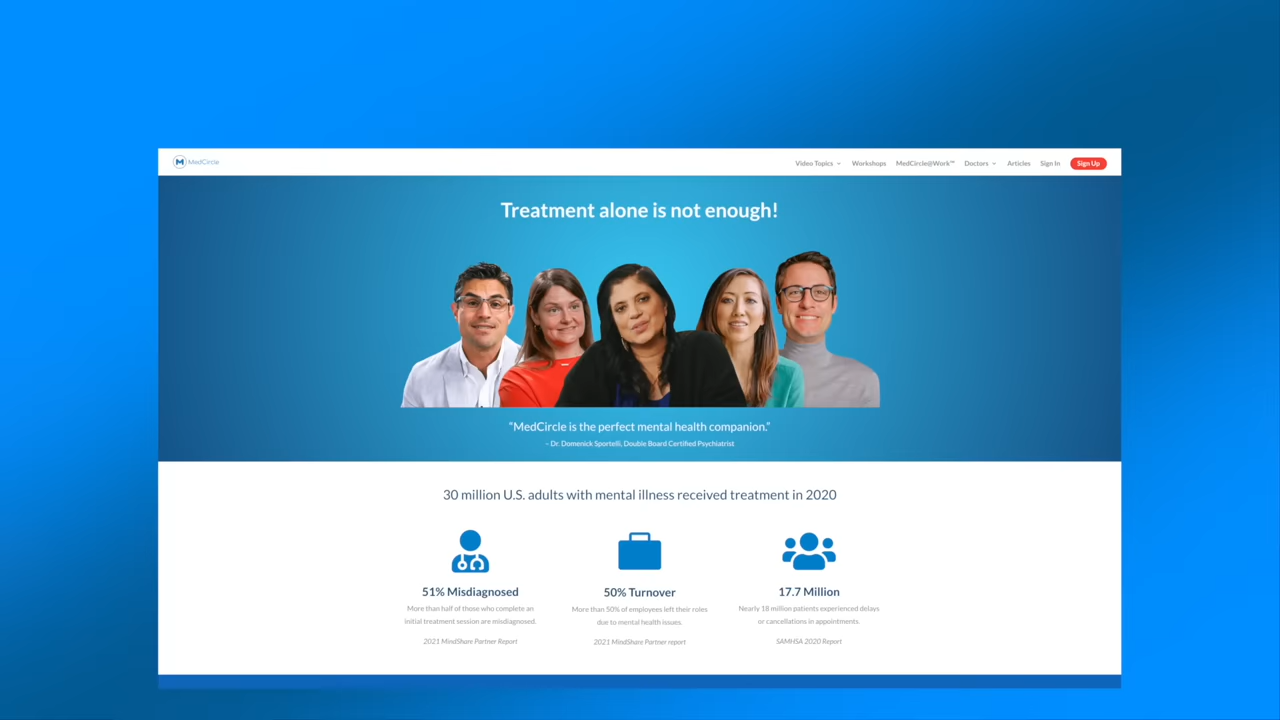 MedCircle
Video Topics Workshops MedCircle@Work™ Doctors Articles Sign In Sign Up
Treatment alone is not enough!
“MedCircle is the perfect mental health companion.”
– Dr. Domenick Sportelli, Double Board Certified Psychiatrist
30 million U.S. adults with mental illness received treatment in 2020
51% Misdiagnosed
More than half of those who complete an
initial treatment session are misdiagnosed.
2021 MindShare Partner Report
50% Turnover
More than 50% of employees left their roles
due to mental health issues.
2021 MindShare Partner report
17.7 Million
Nearly 18 million patients experienced delays
or cancellations in appointments.
SAMHSA 2020 Report